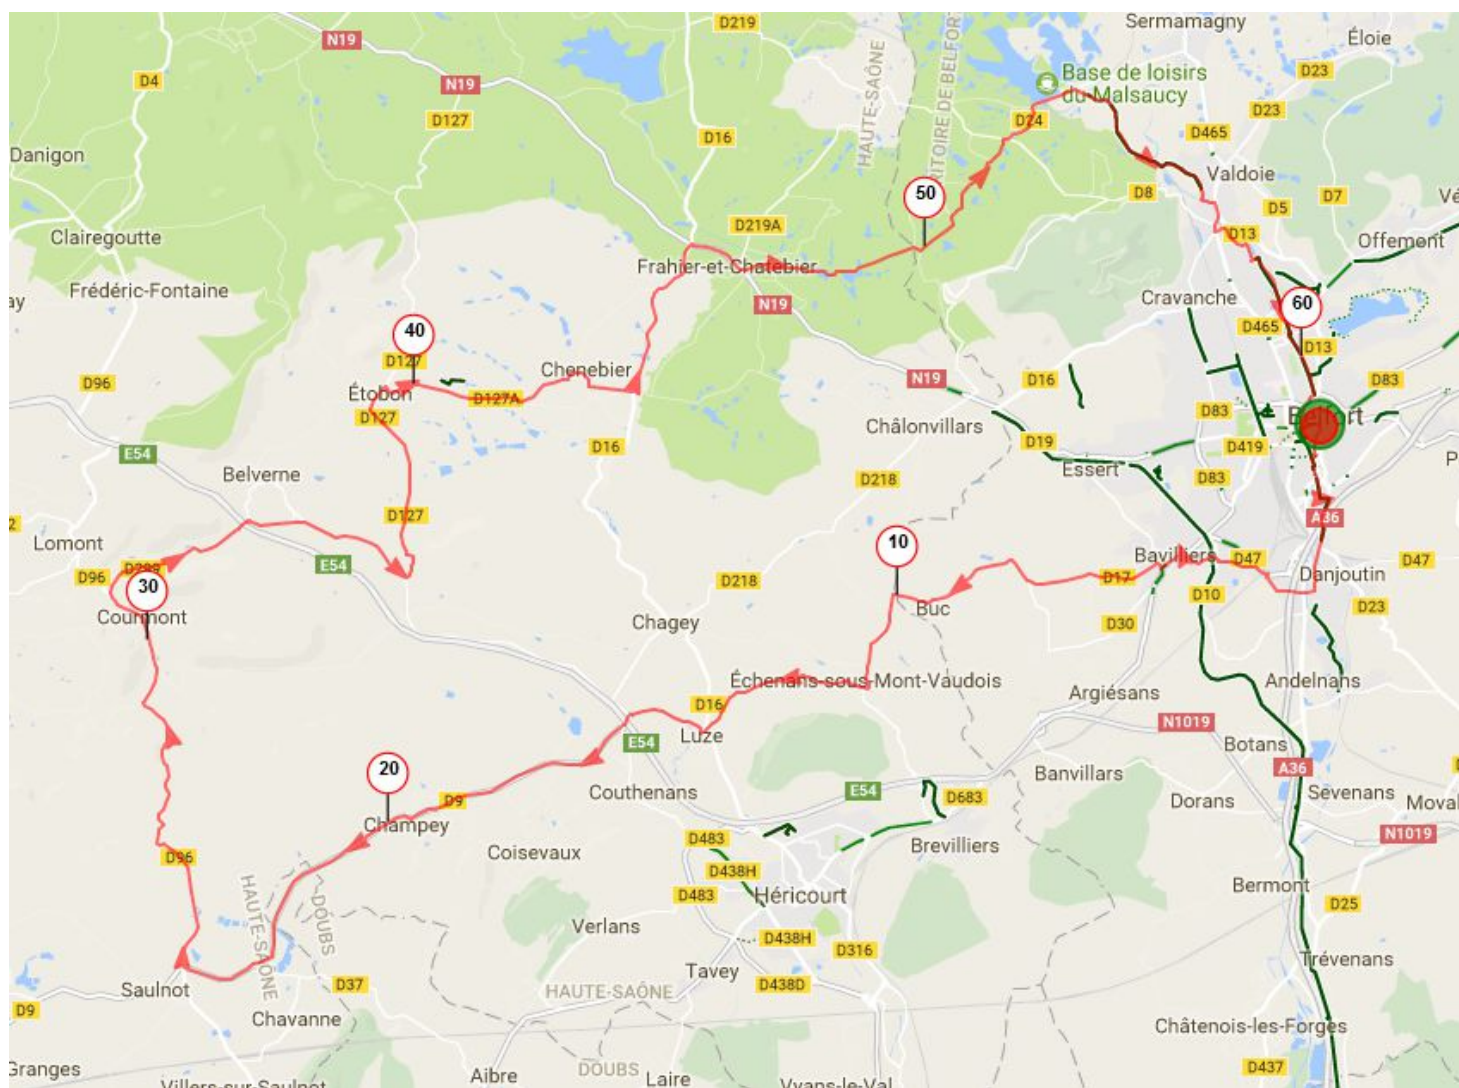 Sermamagny
D219
Éloie
N19
D23
Base de loisirs
du Malsaucy
D4
N19
HAUTE-SAÔNE
D23
D127
D24
D465
D16
Danigon
Valdoie
50
D8
D7
D5
D219A
D13
Clairegoutte
Offemont
Frahier-et-Chatebier
Frédéric-Fontaine
Cravanche
N19
60
D465
40
D13
D127
Chenebier
D96
Étobon
N19
D16
D83
D127A
D127
D83
Belfort
Châlonvillars
D19
D419
D16
E54
Essert
Belverne
D218
D83
D127
A36
Lomont
10
Bavilliers
D47
D47
E54
D96
D299
D17
Danjoutin
30
D218
D10
Buc
D23
Courmont
Chagey
D30
Échenans-sous-Mont-Vaudois
Andelnans
Argiésans
D16
N1019
Luze
E54
Botans
20
A36
Banvillars
Couthenans
E54
Sevenans
D9
D683
Dorans
Champey
N1019
D483
Brevilliers
Coisevaux
D96
D438H
Bermont
D483
Héricourt
HAUTE-SAÔNE
DOUBS
D25
Verlans
D438H
D316
Trévenans
Tavey
Saulnot
D37
D438D
HAUTE-SAÔNE
D9
Chavanne
Châtenois-les-Forges
D437
DOUBS
Aibre
Laire